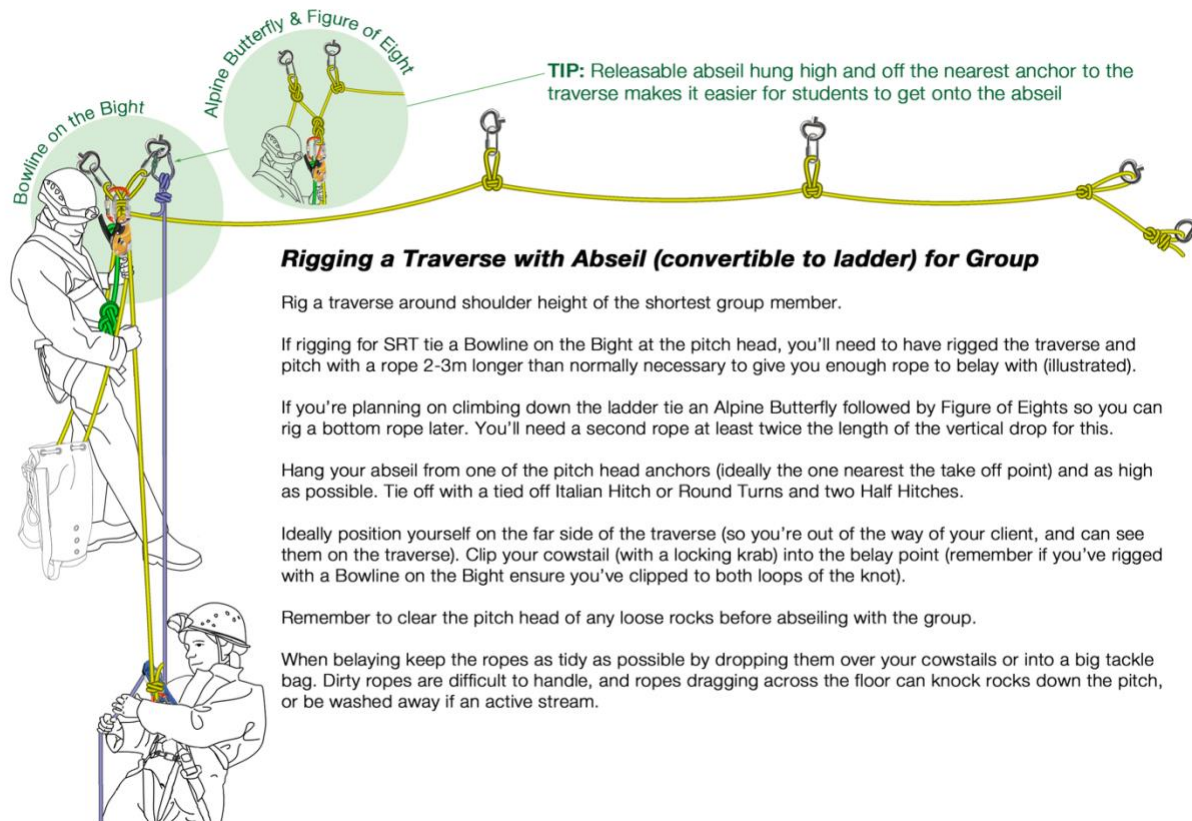 Alpine Butterfly & Figure of Eight
Bowline on the Bight
TIP: Releasable abseil hung high and off the nearest anchor to the
traverse makes it easier for students to get onto the abseil
Rigging a Traverse with Abseil (convertible to ladder) for Group
Rig a traverse around shoulder height of the shortest group member.
If rigging for SRT tie a Bowline on the Bight at the pitch head, you'll need to have rigged the traverse and
pitch with a rope 2-3m longer than normally necessary to give you enough rope to belay with (illustrated).
If you're planning on climbing down the ladder tie an Alpine Butterfly followed by Figure of Eights so you can
rig a bottom rope later. You'll need a second rope at least twice the length of the vertical drop for this.
Hang your abseil from one of the pitch head anchors (ideally the one nearest the take off point) and as high
as possible. Tie off with a tied off Italian Hitch or Round Turns and two Half Hitches.
Ideally position yourself on the far side of the traverse (so you're out of the way of your client, and can see
them on the traverse). Clip your cowstail (with a locking krab) into the belay point (remember if you've rigged
with a Bowline on the Bight ensure you've clipped to both loops of the knot).
Remember to clear the pitch head of any loose rocks before abseiling with the group.
When belaying keep the ropes as tidy as possible by dropping them over your cowstails or into a big tackle
bag. Dirty ropes are difficult to handle, and ropes dragging across the floor can knock rocks down the pitch,
or be washed away if an active stream.